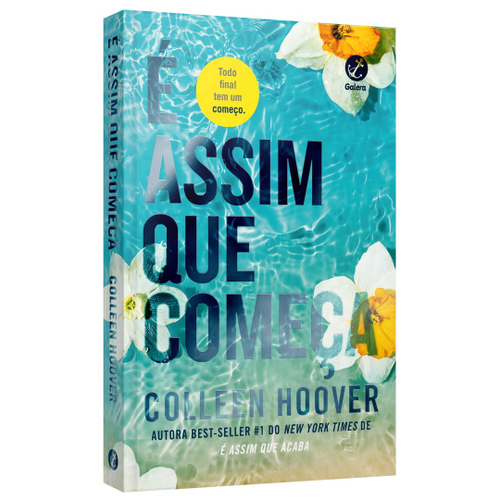 É ASSIM QUE COMEÇA
COLLEEN HOOVER
Galera
Todo
final
tem um
começo.
É
ASSIM
QUE
COMEÇA
COLLEEN HOOVER
AUTORA BEST-SELLER #1 DO NEW YORK TIMES DE
É ASSIM QUE ACABA